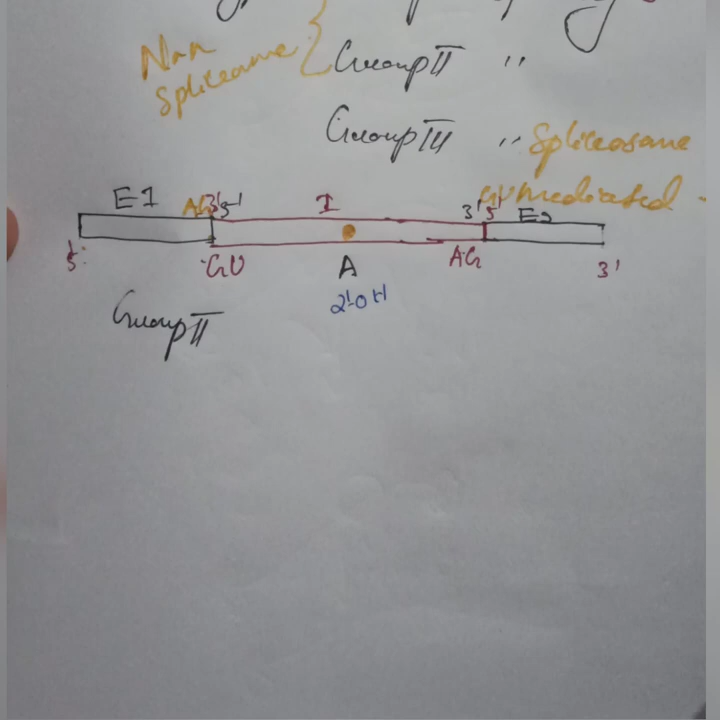 Non
Spliceome
Group II "
Group III " Spliceosome
mediated.
E1 AG 3' 5' I 3' 5' E2
5' GU A AG 3'
2'-OH
Group II